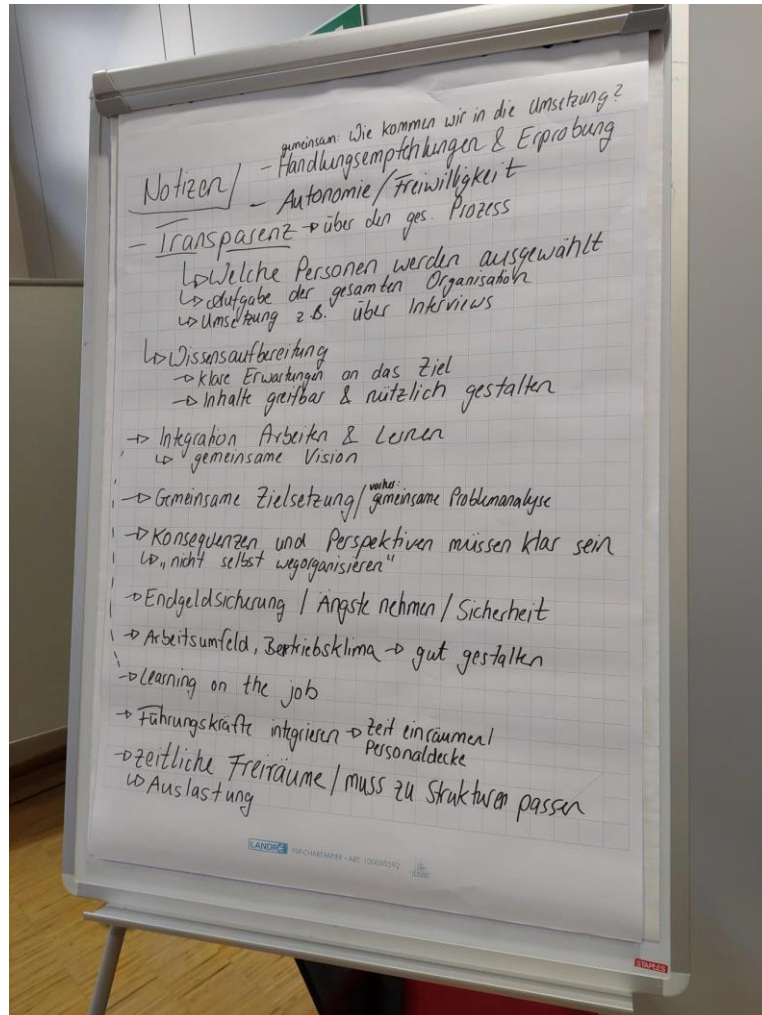 gemeinsam: Wie kommen wir in die Umsetzung?
Notizen/ - Handlungsempfehlungen & Erprobung
- Autonomie/Freiwilligkeit
- Transparenz → über den ges. Prozess
↳ Welche Personen werden ausgewählt
↳ Aufgabe der gesamten Organisation
↳ Umsetzung z.B. über Interviews
↳ Wissensaufbereitung
→ klare Erwartungen an das Ziel
→ Inhalte greifbar & nützlich gestalten
→ Integration Arbeiten & Lernen
↳ gemeinsame Vision
→ Gemeinsame Zielsetzung/ vorher: gemeinsame Problemanalyse
→ Konsequenzen und Perspektiven müssen klar sein
↳ „nicht selbst wegorganisieren"
→ Endgeldsicherung / Ängste nehmen / Sicherheit
→ Arbeitsumfeld, Betriebsklima → gut gestalten
→ Learning on the job
→ Führungskräfte integrieren → Zeit einräumen/
Personaldecke
→ zeitliche Freiräume / muss zu Strukturen passen
↳ Auslastung
LANDRÉ FLIPCHARTPAPIER • ART. 100050592
STAPLES